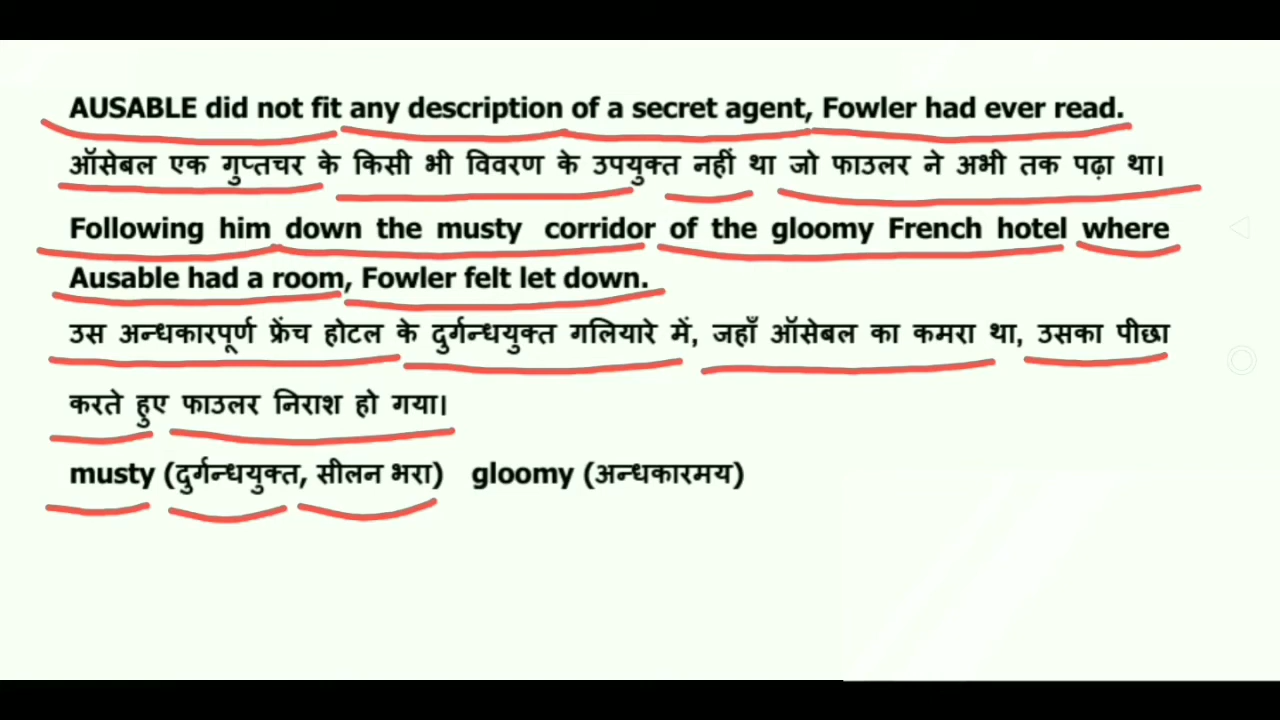 AUSABLE did not fit any description of a secret agent, Fowler had ever read.
ऑसेबल एक गुप्तचर के किसी भी विवरण के उपयुक्त नहीं था जो फाउलर ने अभी तक पढ़ा था।
Following him down the musty corridor of the gloomy French hotel where
Ausable had a room, Fowler felt let down.
उस अन्धकारपूर्ण फ्रेंच होटल के दुर्गन्धयुक्त गलियारे में, जहाँ ऑसेबल का कमरा था, उसका पीछा
करते हुए फाउलर निराश हो गया।
musty (दुर्गन्धयुक्त, सीलन भरा) gloomy (अन्धकारमय)